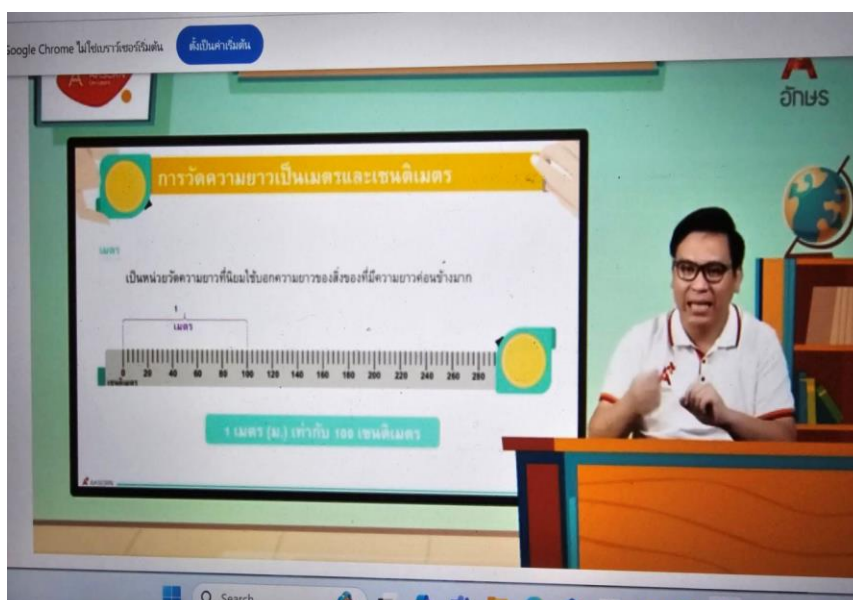 Google Chrome ไม่ใช่เบราว์เซอร์เริ่มต้น
ตั้งเป็นค่าเริ่มต้น
อักษร
การวัดความยาวเป็นเมตรและเซนติเมตร
เมตร
เป็นหน่วยวัดความยาวที่นิยมใช้บอกความยาวของสิ่งของที่มีความยาวค่อนข้างมาก
1
เมตร
0 20 40 60 80 100 120 140 160 180 200 220 240 260 280
เซนติเมตร
1 เมตร (ม.) เท่ากับ 100 เซนติเมตร
Search